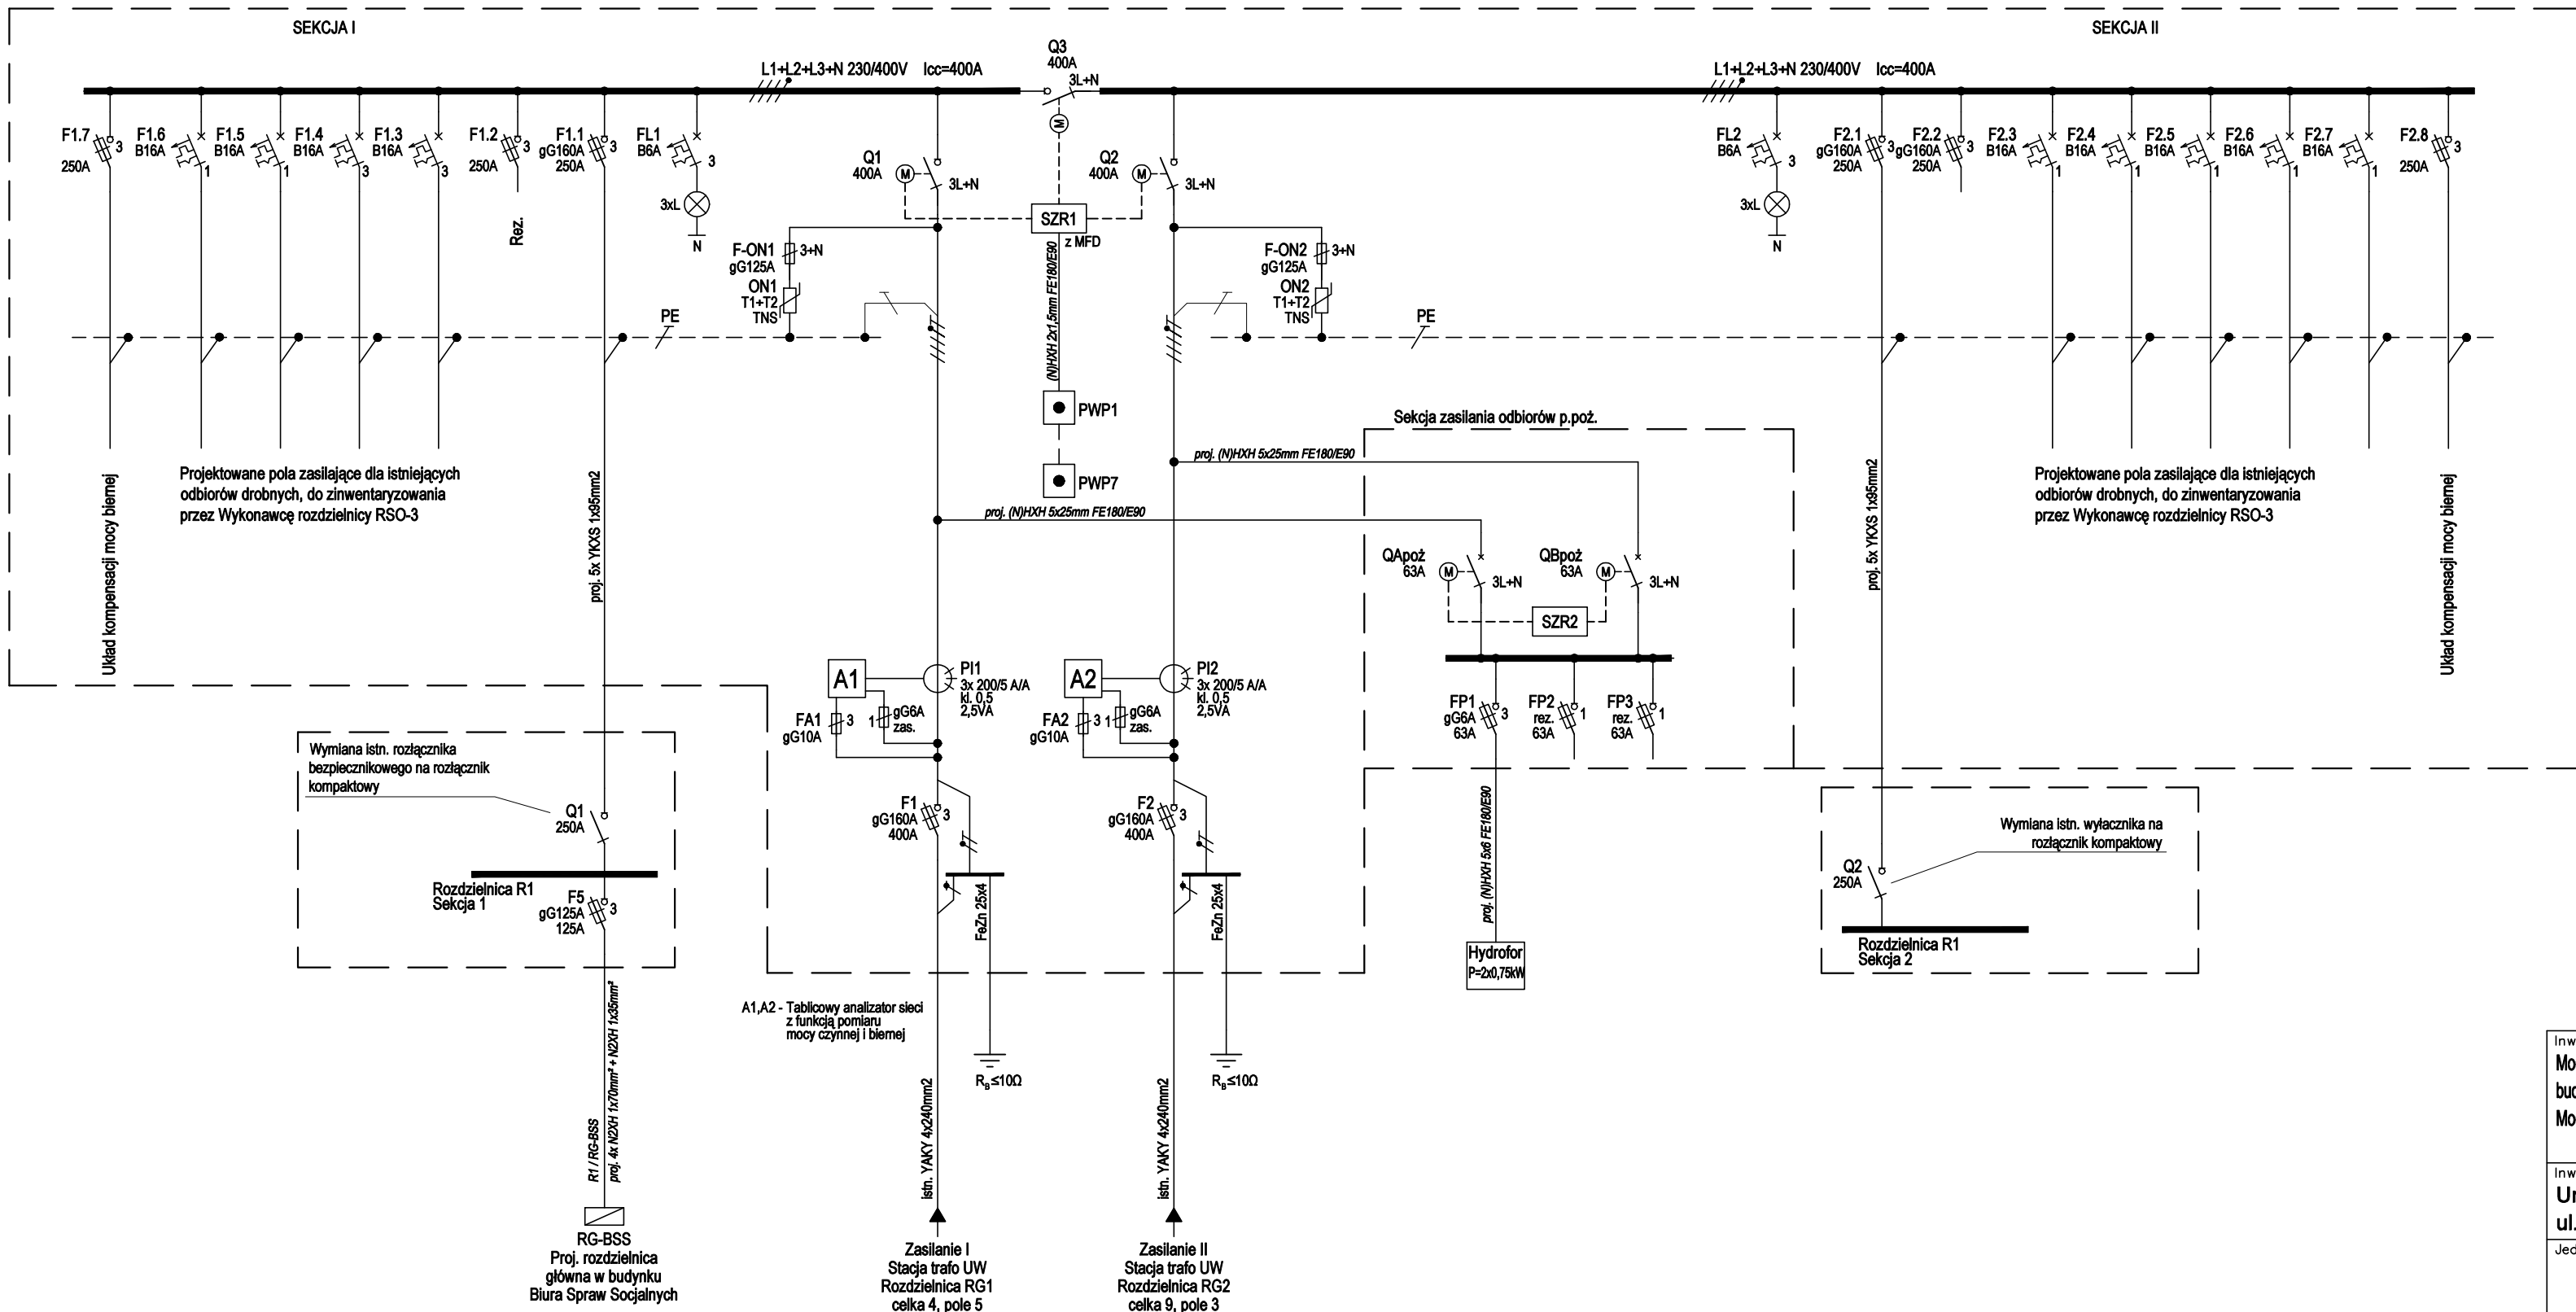 SEKCJA I
SEKCJA II
Q3
400A
3L+N
L1+L2+L3+N 230/400V Icc=400A
L1+L2+L3+N 230/400V Icc=400A
F1.7
250A
3
F1.6
B16A
1
F1.5
B16A
1
F1.4
B16A
3
F1.3
B16A
3
F1.2
250A
3
Rez.
F1.1
gG160A
250A
3
FL1
B6A
3
3xL
N
Q1
400A
M
3L+N
M
Q2
400A
M
3L+N
SZR1
z MFD
FL2
B6A
3
3xL
N
F2.1
gG160A
250A
3
F2.2
gG160A
250A
3
F2.3
B16A
1
F2.4
B16A
1
F2.5
B16A
1
F2.6
B16A
1
F2.7
B16A
1
F2.8
250A
3
F-ON1
gG125A
3+N
ON1
T1+T2
TNS
F-ON2
gG125A
3+N
ON2
T1+T2
TNS
PE
PE
(N)HXH 2x1,5mm FE180/E90
PWP1
PWP7
Układ kompensacji mocy biernej
Projektowane pola zasilające dla istniejących
odbiorów drobnych, do zinwentaryzowania
przez Wykonawcę rozdzielnicy RSO-3
proj. 5x YKXS 1x95mm2
Sekcja zasilania odbiorów p.poż.
proj. (N)HXH 5x25mm FE180/E90
proj. (N)HXH 5x25mm FE180/E90
QApoż
63A
M
3L+N
QBpoż
63A
M
3L+N
SZR2
proj. 5x YKXS 1x95mm2
Projektowane pola zasilające dla istniejących
odbiorów drobnych, do zinwentaryzowania
przez Wykonawcę rozdzielnicy RSO-3
Układ kompensacji mocy biernej
A1
PI1
3x 200/5 A/A
kl. 0,5
2,5VA
FA1
gG10A
3
1
gG6A
zas.
A2
PI2
3x 200/5 A/A
kl. 0,5
2,5VA
FA2
gG10A
3
1
gG6A
zas.
FP1
gG6A
63A
3
FP2
rez.
63A
1
FP3
rez.
63A
1
Wymiana istn. rozłącznika
bezpiecznikowego na rozłącznik
kompaktowy
Q1
250A
Rozdzielnica R1
Sekcja 1
F5
gG125A
125A
3
F1
gG160A
400A
3
FeZn 25x4
F2
gG160A
400A
3
FeZn 25x4
proj. (N)HXH 5x6 FE180/E90
Hydrofor
P=2x0,75kW
Wymiana istn. wyłacznika na
rozłącznik kompaktowy
Q2
250A
Rozdzielnica R1
Sekcja 2
A1,A2 - Tablicowy analizator sieci
z funkcją pomiaru
mocy czynnej i biernej
RB≤10Ω
RB≤10Ω
R1 / RG-BSS
proj. 4x N2XH 1x70mm² + N2XH 1x35mm²
istn. YAKY 4x240mm2
istn. YAKY 4x240mm2
RG-BSS
Proj. rozdzielnica
główna w budynku
Biura Spraw Socjalnych
Zasilanie I
Stacja trafo UW
Rozdzielnica RG1
celka 4, pole 5
Zasilanie II
Stacja trafo UW
Rozdzielnica RG2
celka 9, pole 3
Inw
Mo
bud
Mo
Inw
Ur
ul.
Jed